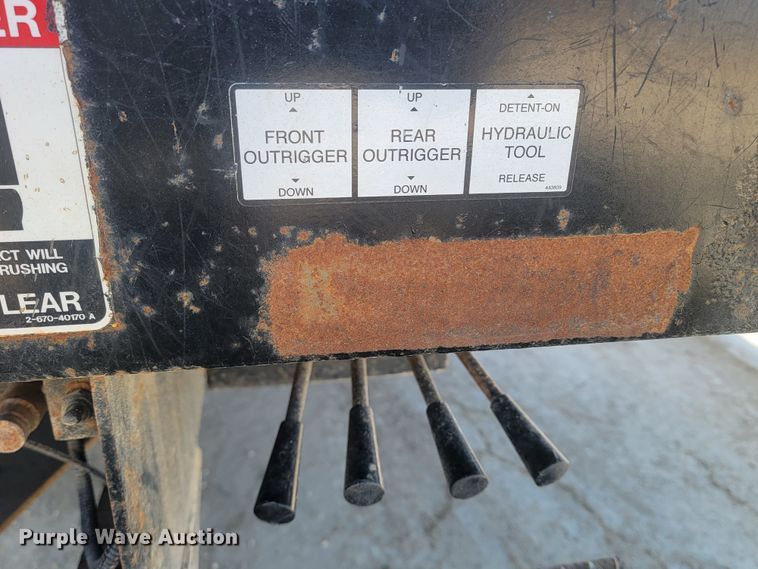 ER
CT WILL
RUSHING
LEAR
2-670-40170 A
UP
FRONT
OUTRIGGER
DOWN
UP
REAR
OUTRIGGER
DOWN
DETENT-ON
HYDRAULIC
TOOL
RELEASE
443809
Purple Wave Auction